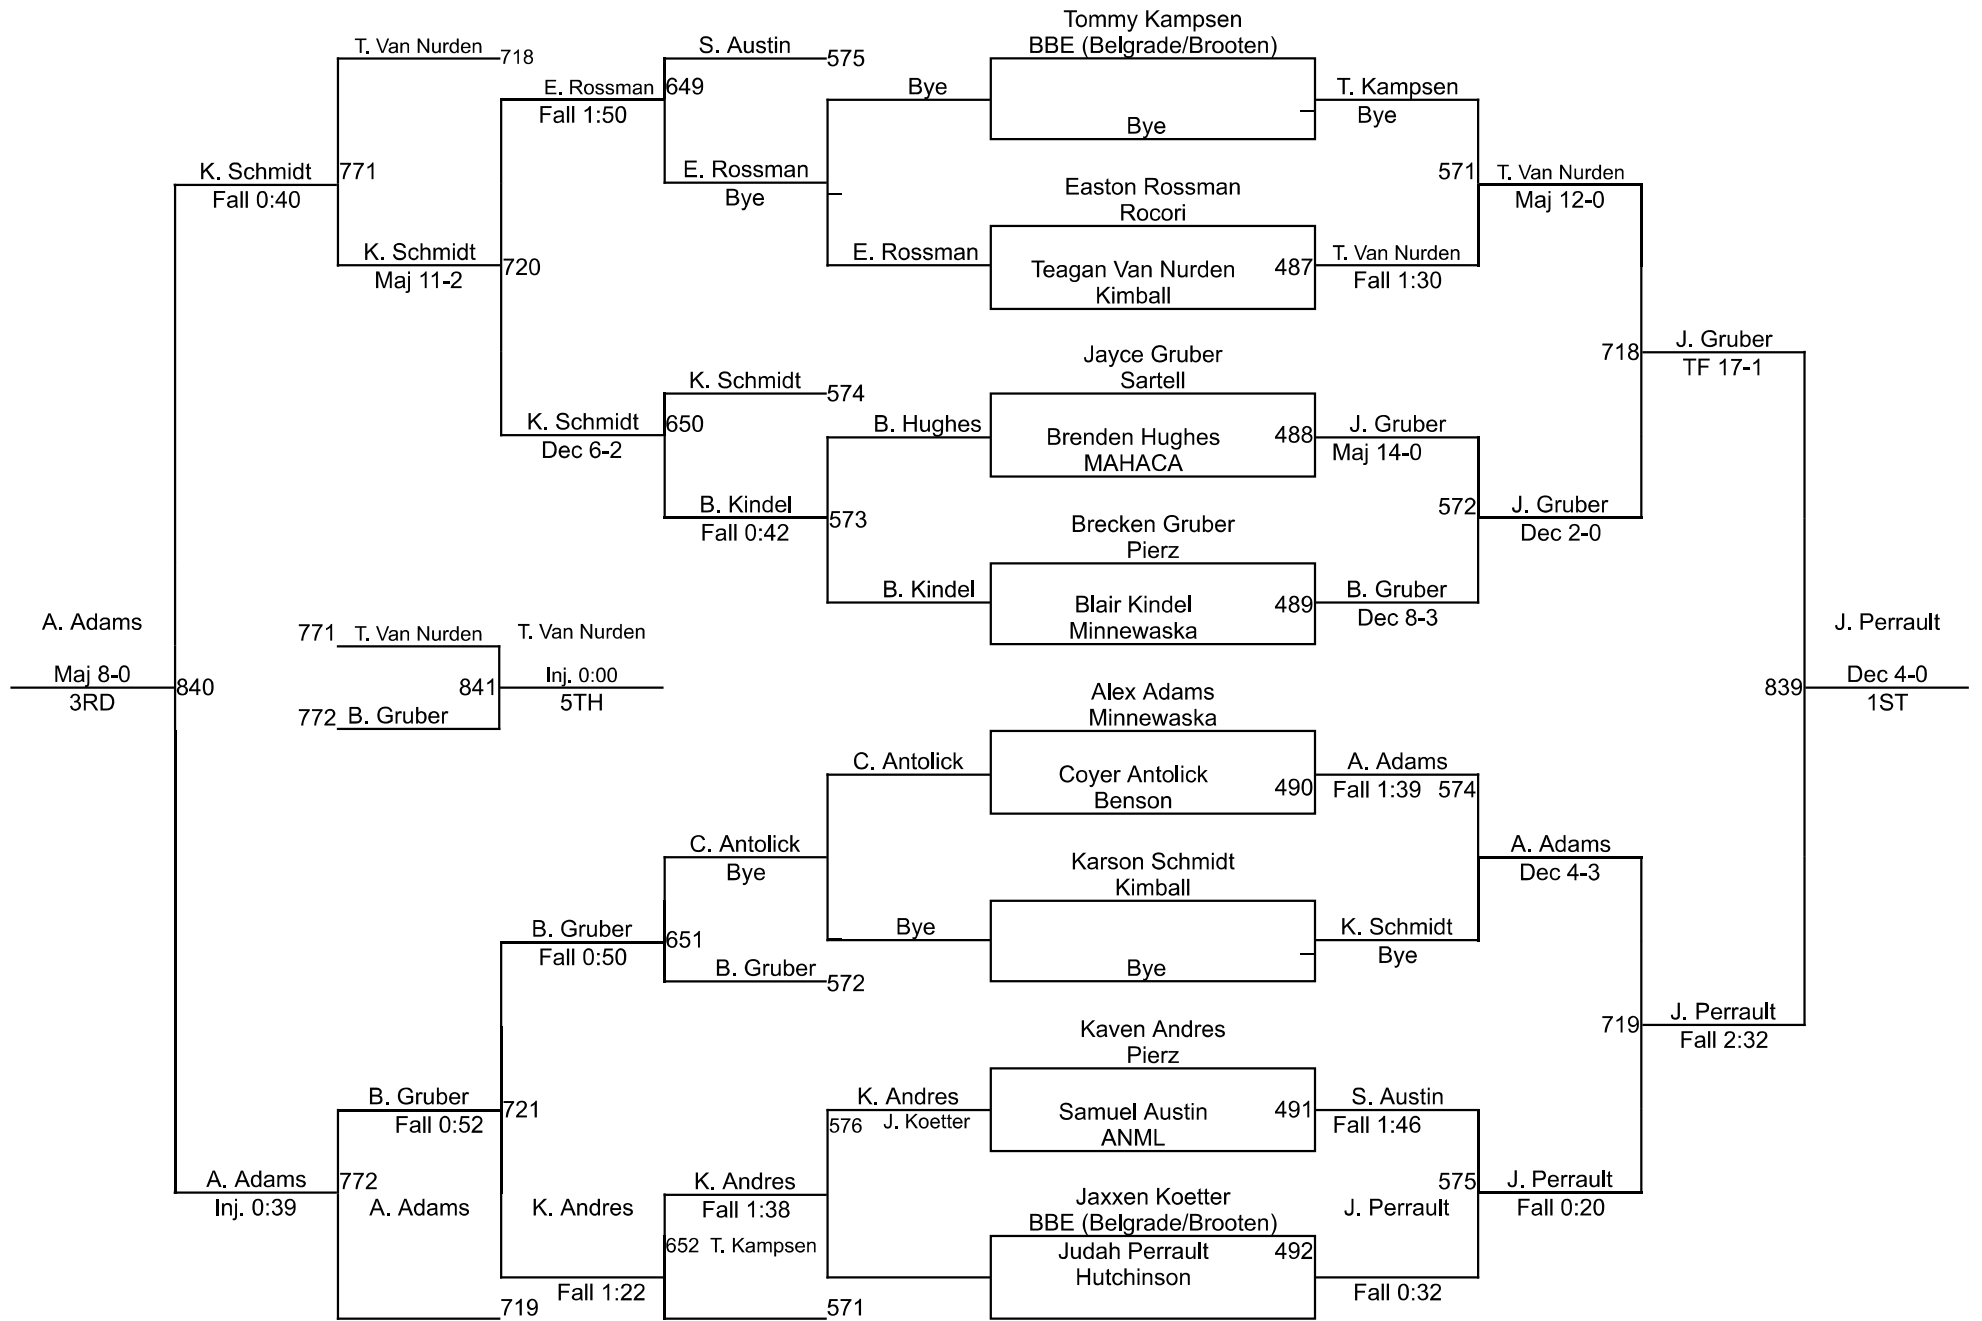 Tommy Kampsen
T. Van Nurden
718
S. Austin
575
BBE (Belgrade/Brooten)
E. Rossman
649
Bye
T. Kampsen
Fall 1:50
Bye
Bye
K. Schmidt
771
E. Rossman
571
T. Van Nurden
Fall 0:40
Bye
Easton Rossman
Maj 12-0
Rocori
K. Schmidt
720
E. Rossman
Teagan Van Nurden
487
T. Van Nurden
Maj 11-2
Kimball
Fall 1:30
Jayce Gruber
718
J. Gruber
K. Schmidt
574
Sartell
TF 17-1
K. Schmidt
650
B. Hughes
Brenden Hughes
488
J. Gruber
Dec 6-2
MAHACA
Maj 14-0
B. Kindel
573
Brecken Gruber
572
J. Gruber
Fall 0:42
Pierz
Dec 2-0
B. Kindel
Blair Kindel
489
B. Gruber
A. Adams
771
T. Van Nurden
T. Van Nurden
Minnewaska
Dec 8-3
J. Perrault
Maj 8-0
840
841
Inj. 0:00
Alex Adams
839
Dec 4-0
3RD
772
B. Gruber
5TH
Minnewaska
1ST
C. Antolick
Coyer Antolick
490
A. Adams
Benson
Fall 1:39
574
C. Antolick
Karson Schmidt
A. Adams
Bye
Kimball
Dec 4-3
B. Gruber
651
Bye
K. Schmidt
Fall 0:50
B. Gruber
572
Bye
Bye
Kaven Andres
719
J. Perrault
Pierz
Fall 2:32
B. Gruber
721
K. Andres
Samuel Austin
491
S. Austin
Fall 0:52
576
J. Koetter
ANML
Fall 1:46
A. Adams
772
K. Andres
Jaxxen Koetter
575
J. Perrault
Inj. 0:39
A. Adams
K. Andres
Fall 1:38
BBE (Belgrade/Brooten)
J. Perrault
Fall 0:20
652
T. Kampsen
Judah Perrault
492
719
Fall 1:22
571
Hutchinson
Fall 0:32